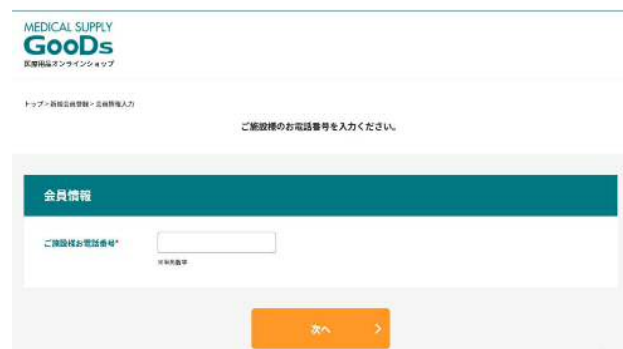 MEDICAL SUPPLY
GooDs
医療用品オンラインショップ
トップ>新規会員登録>会員情報入力
ご施設様のお電話番号を入力ください。
会員情報
ご施設様お電話番号*
※半角数字
次へ